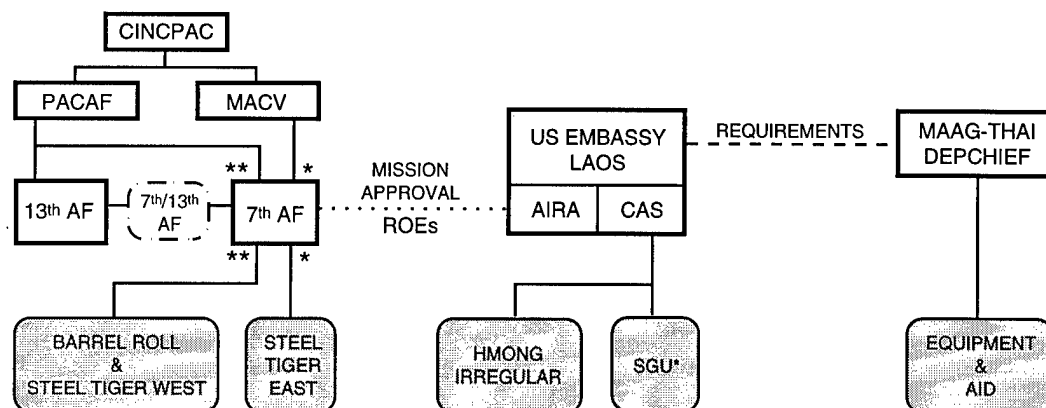 CINCPAC
PACAF
MACV
**
*
13th AF
7th/13th
AF
7th AF
**
*
MISSION
APPROVAL
ROEs
US EMBASSY
LAOS
AIRA
CAS
REQUIREMENTS
MAAG-THAI
DEPCHIEF
BARREL ROLL
&
STEEL TIGER WEST
STEEL
TIGER
EAST
HMONG
IRREGULAR
SGU*
EQUIPMENT
&
AID